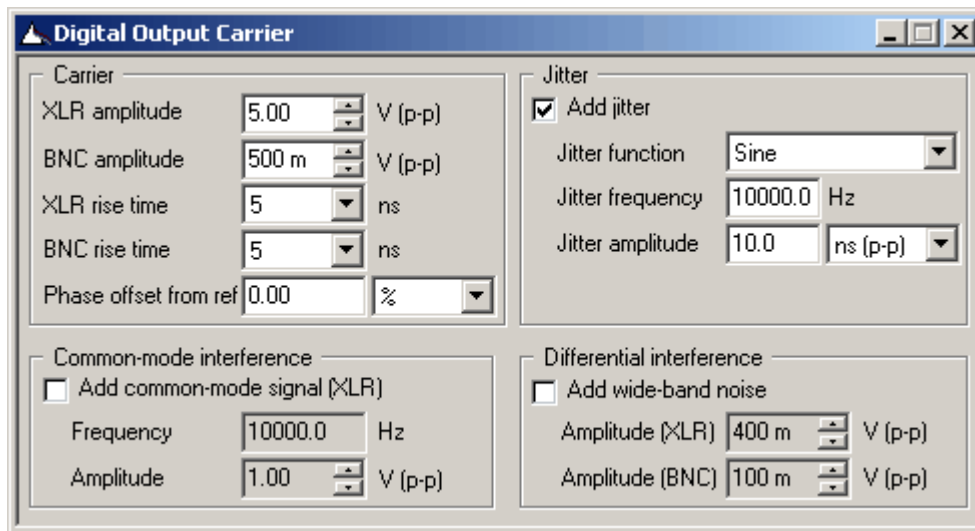 Digital Output Carrier
Carrier
XLR amplitude 5.00 V (p-p)
BNC amplitude 500 m V (p-p)
XLR rise time 5 ns
BNC rise time 5 ns
Phase offset from ref 0.00 %
Jitter
Add jitter
Jitter function Sine
Jitter frequency 10000.0 Hz
Jitter amplitude 10.0 ns (p-p)
Common-mode interference
Add common-mode signal (XLR)
Frequency 10000.0 Hz
Amplitude 1.00 V (p-p)
Differential interference
Add wide-band noise
Amplitude (XLR) 400 m V (p-p)
Amplitude (BNC) 100 m V (p-p)